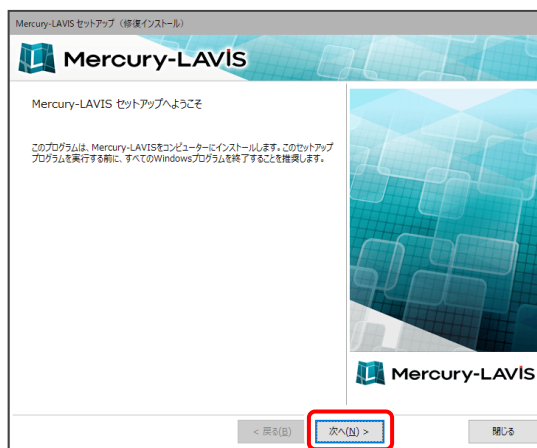 Mercury-LAVIS セットアップ（修復インストール）
Mercury-LAVIS
Mercury-LAVIS セットアップへようこそ
このプログラムは、Mercury-LAVISをコンピューターにインストールします。このセットアップ
プログラムを実行する前に、すべてのWindowsプログラムを終了することを推奨します。
Mercury-LAVIS
< 戻る(B)
次へ(N) >
閉じる